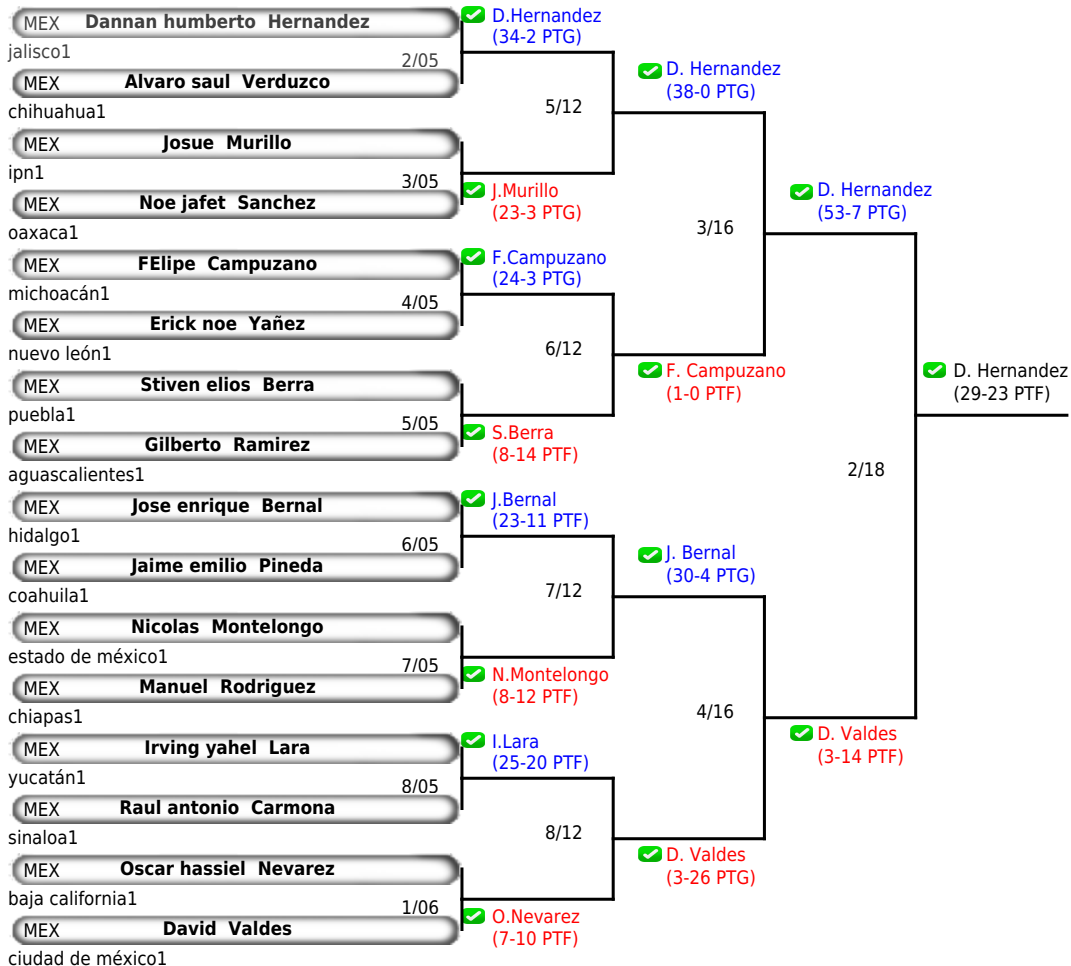 MEX Dannan humberto Hernandez
jalisco1
2/05
MEX Alvaro saul Verduzco
chihuahua1
MEX Josue Murillo
ipn1
3/05
MEX Noe jafet Sanchez
oaxaca1
MEX FElipe Campuzano
michoacán1
4/05
MEX Erick noe Yañez
nuevo león1
MEX Stiven elios Berra
puebla1
5/05
MEX Gilberto Ramirez
aguascalientes1
MEX Jose enrique Bernal
hidalgo1
6/05
MEX Jaime emilio Pineda
coahuila1
MEX Nicolas Montelongo
estado de méxico1
7/05
MEX Manuel Rodriguez
chiapas1
MEX Irving yahel Lara
yucatán1
8/05
MEX Raul antonio Carmona
sinaloa1
MEX Oscar hassiel Nevarez
baja california1
1/06
MEX David Valdes
ciudad de méxico1
D.Hernandez
(34-2 PTG)
5/12
J.Murillo
(23-3 PTG)
F.Campuzano
(24-3 PTG)
6/12
S.Berra
(8-14 PTF)
J.Bernal
(23-11 PTF)
7/12
N.Montelongo
(8-12 PTF)
I.Lara
(25-20 PTF)
8/12
O.Nevarez
(7-10 PTF)
D. Hernandez
(38-0 PTG)
3/16
F. Campuzano
(1-0 PTF)
J. Bernal
(30-4 PTG)
4/16
D. Valdes
(3-26 PTG)
D. Hernandez
(53-7 PTG)
2/18
D. Valdes
(3-14 PTF)
D. Hernandez
(29-23 PTF)